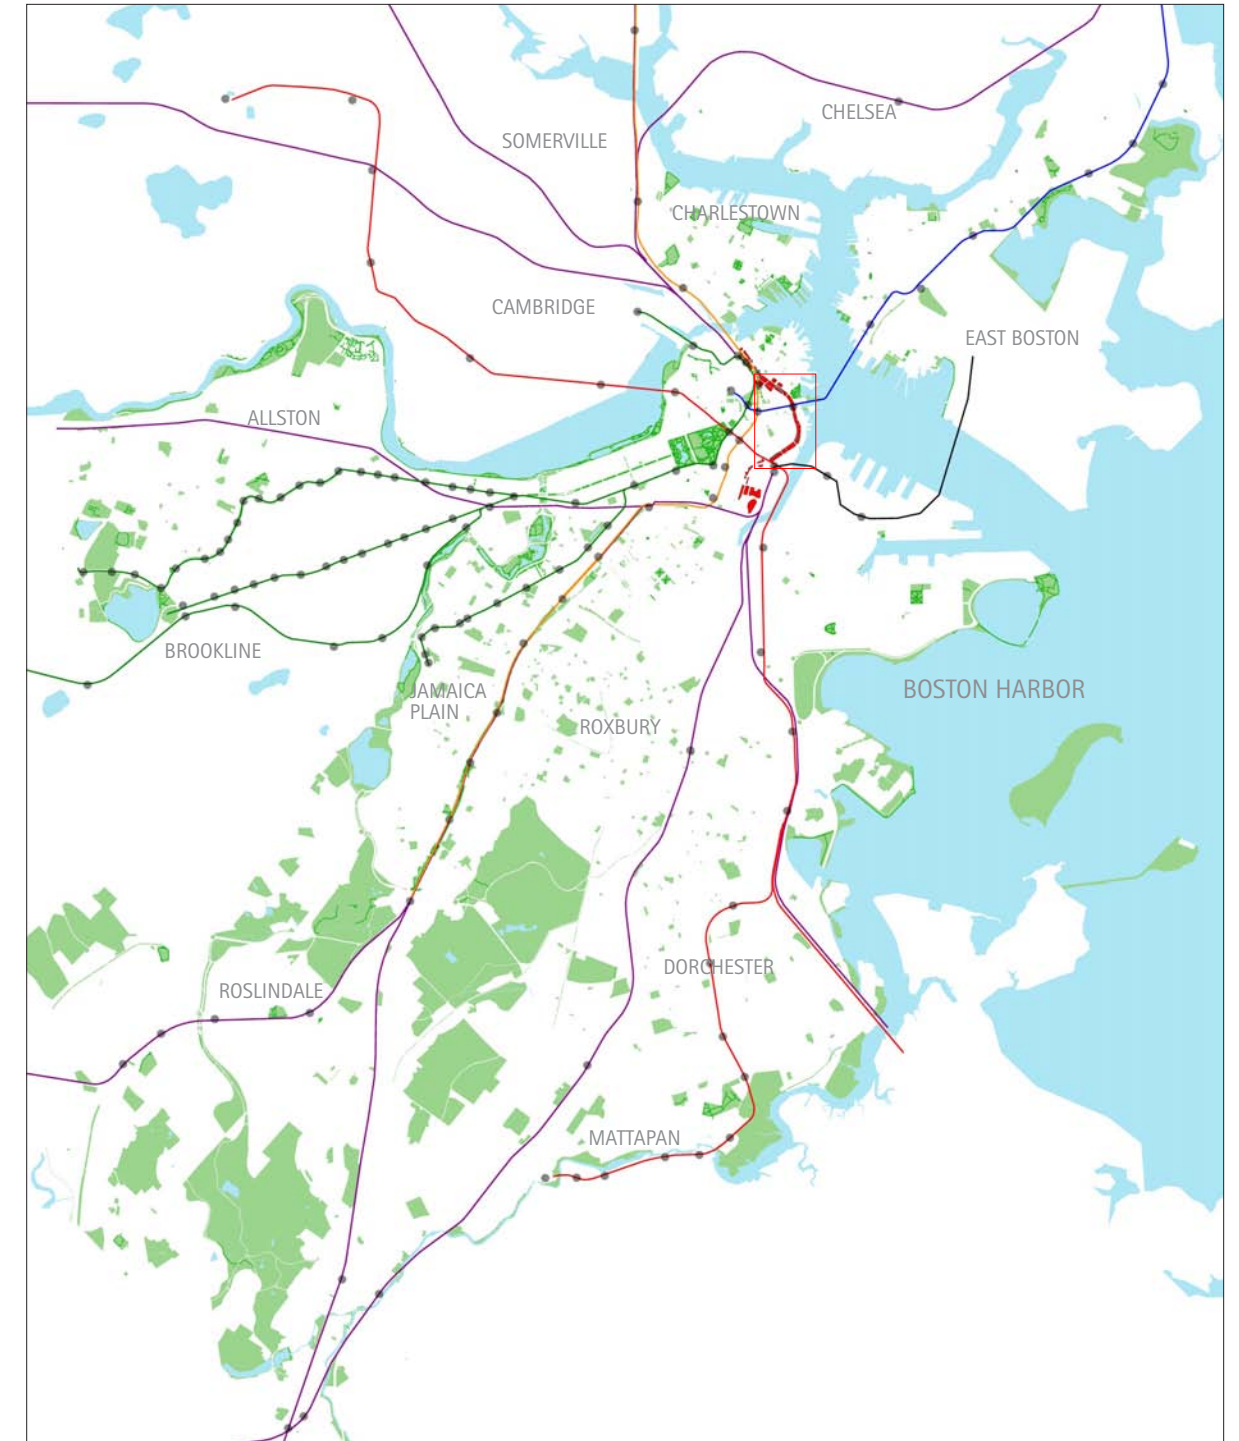 CHELSEA
SOMERVILLE
CHARLESTOWN
CAMBRIDGE
EAST BOSTON
ALLSTON
BROOKLINE
JAMAICA
PLAIN
BOSTON HARBOR
ROXBURY
DORCHESTER
ROSLINDALE
MATTAPAN